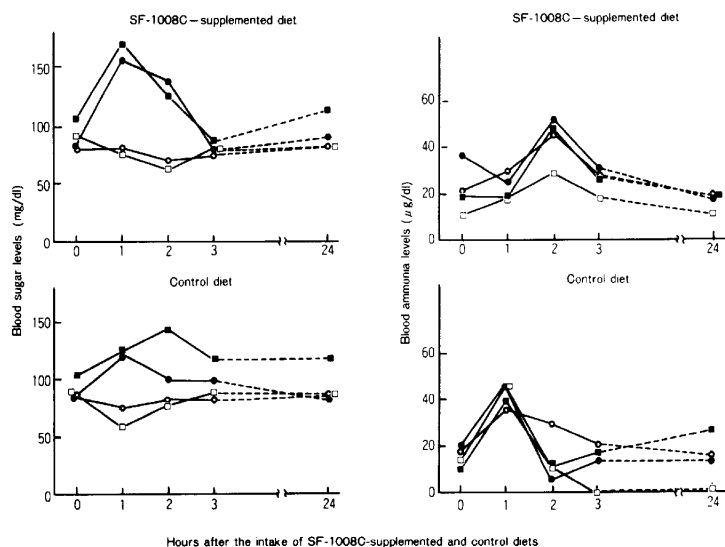 SF-1008C—supplemented diet
150
100
50
0
0 1 2 3 24
Control diet
150
100
50
0
0 1 2 3 24
Blood sugar levels (mg/dl)
SF-1008C—supplemented diet
60
40
20
0
0 1 2 3 24
Control diet
60
40
20
0
0 1 2 3 24
Blood ammonia levels (μg/dl)
Hours after the intake of SF-1008C-supplemented and control diets